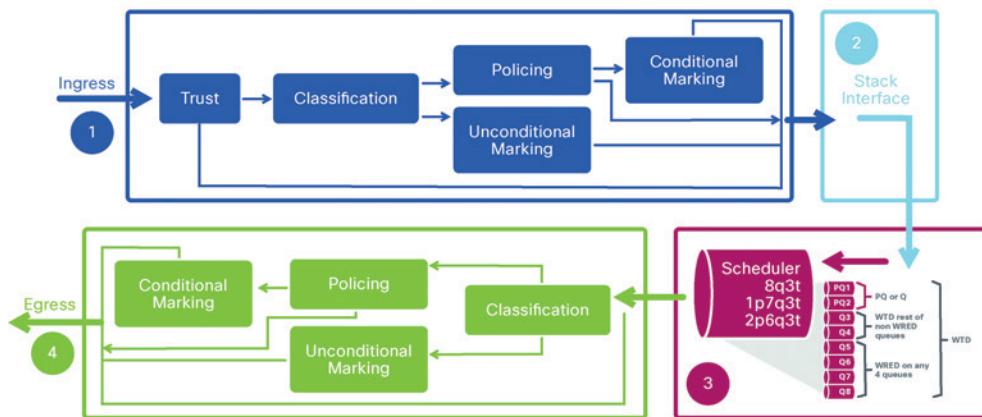 Ingress
1
Trust
Classification
Policing
Unconditional
Marking
Conditional
Marking
2
Stack
Interface
Scheduler
8q3t
1p7q3t
2p6q3t
PQ1
PQ2
Q3
Q4
Q5
Q6
Q7
Q8
PQ or Q
WTD rest of
non WRED
queues
WRED on any
4 queues
WTD
3
Classification
Policing
Unconditional
Marking
Conditional
Marking
Egress
4